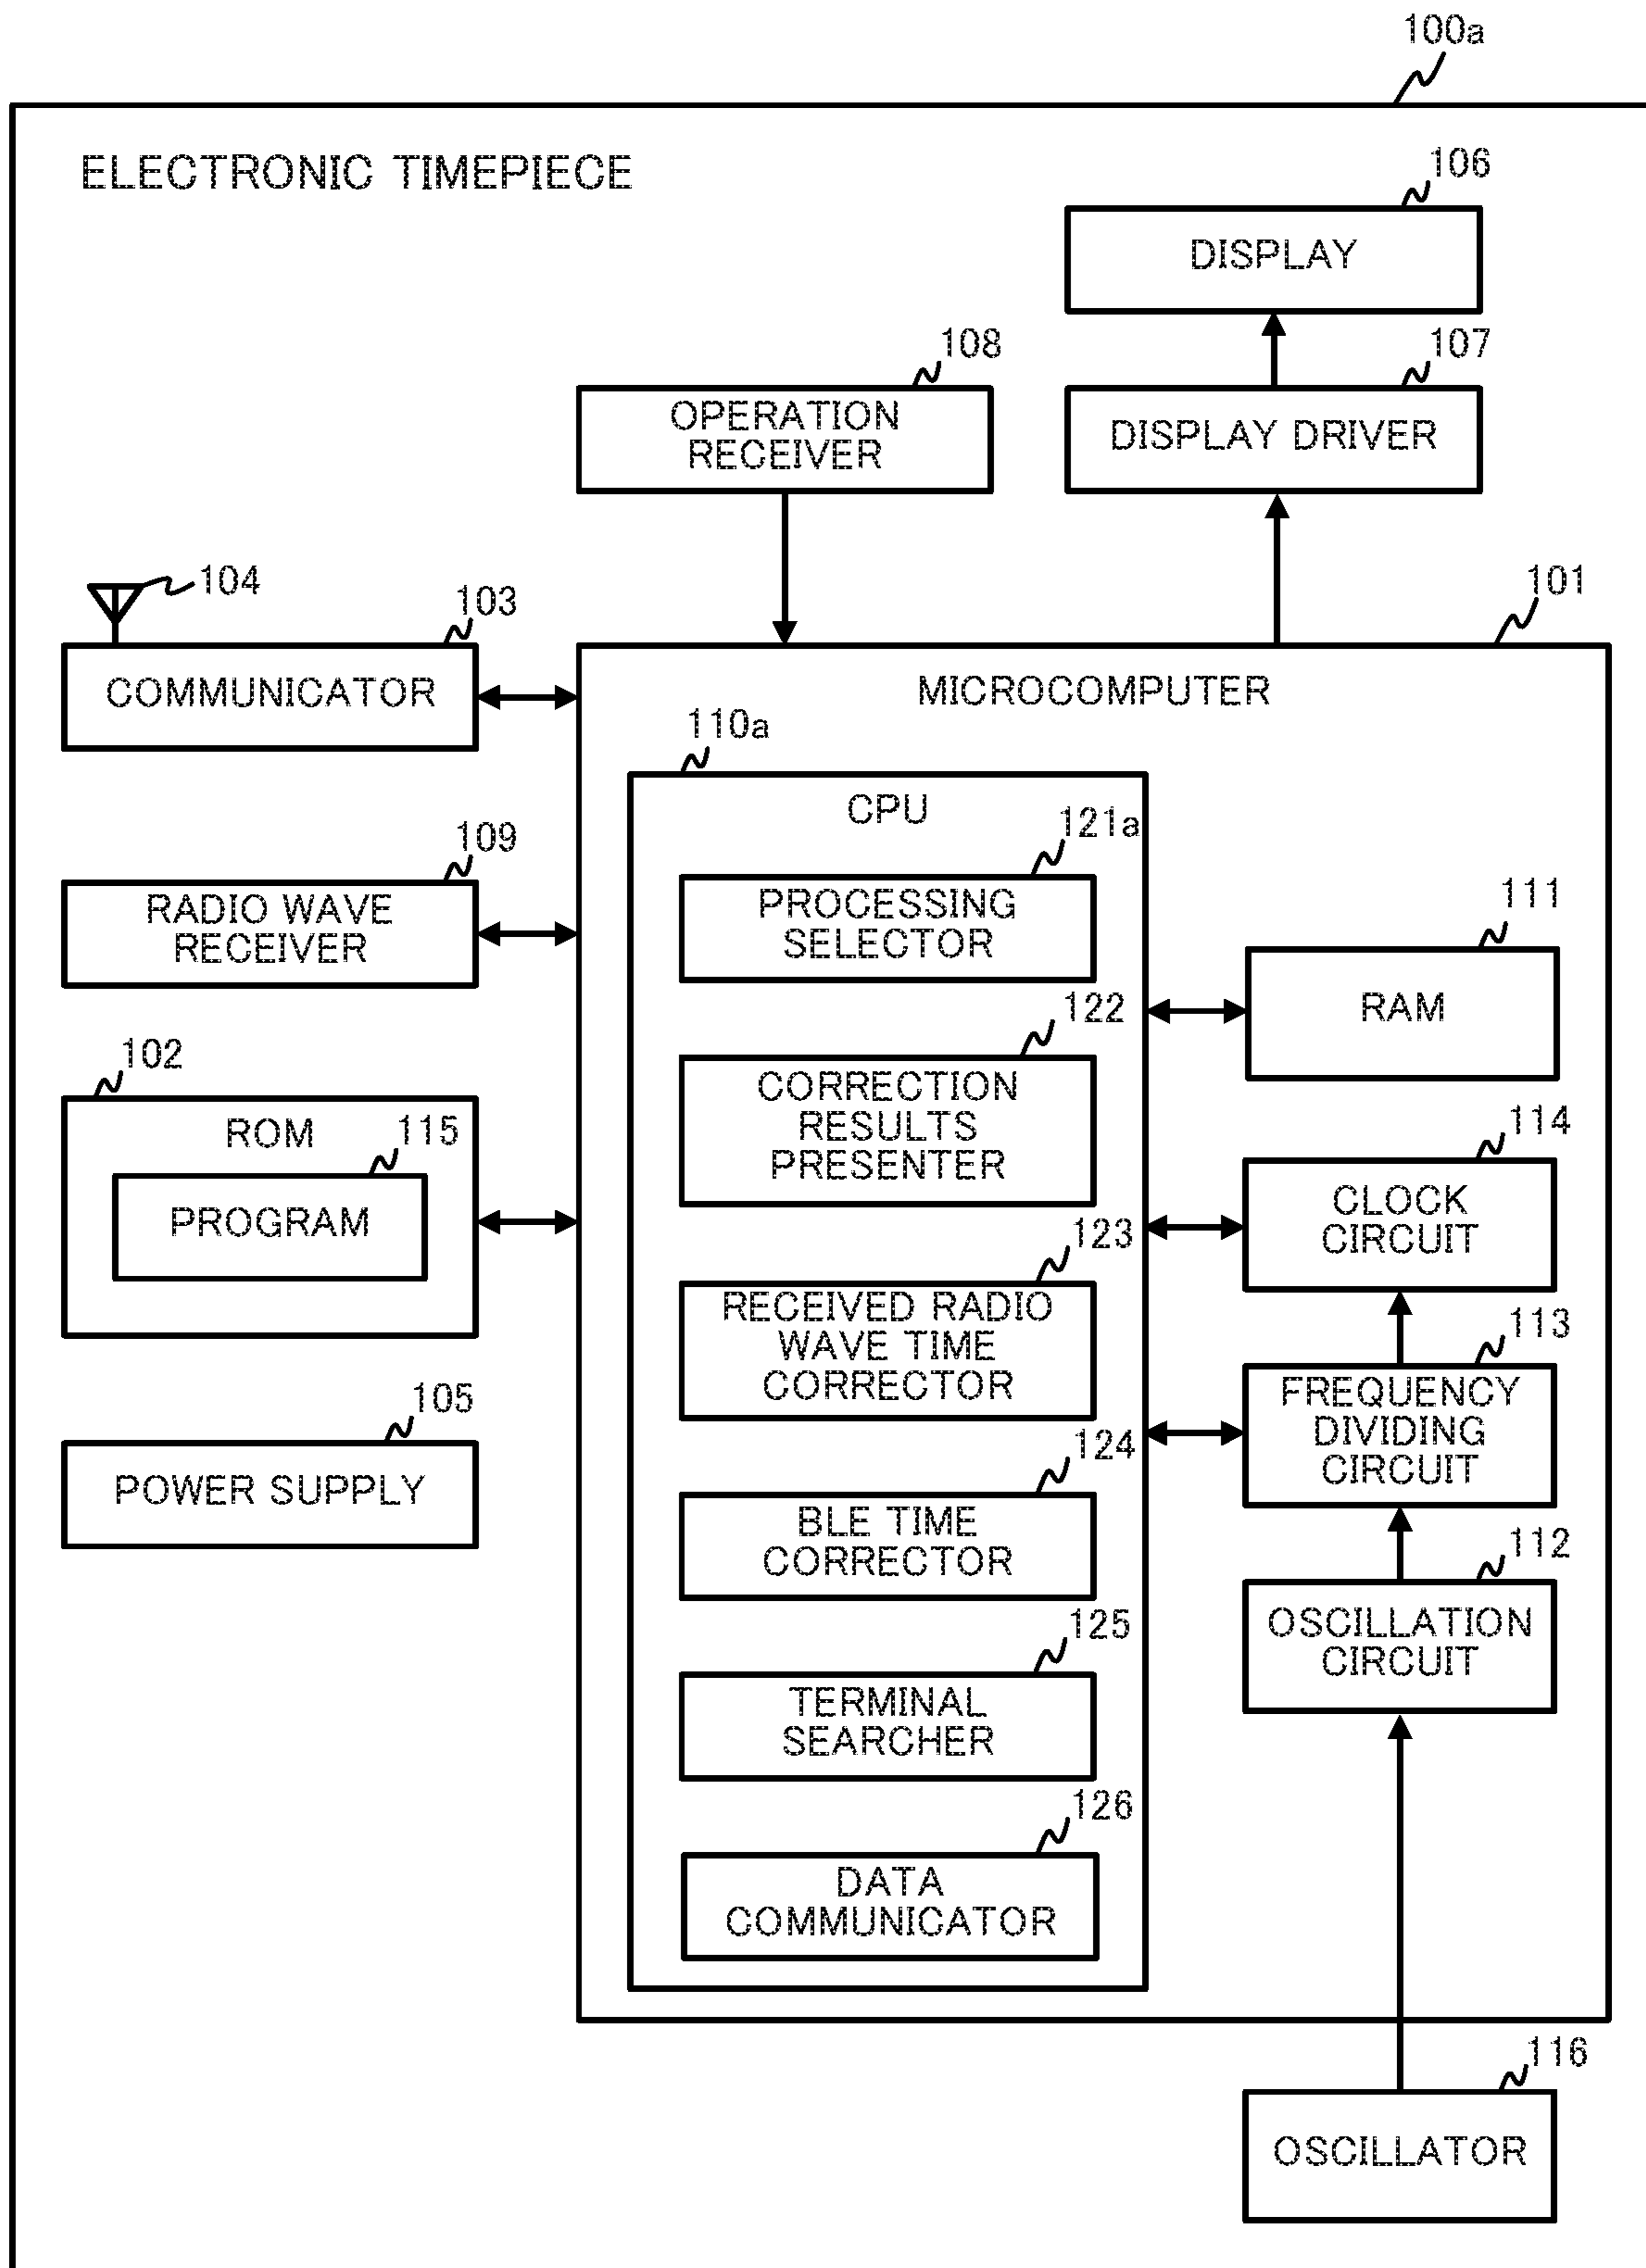 100a
ELECTRONIC TIMEPIECE
106
DISPLAY
107
DISPLAY DRIVER
108
OPERATION
RECEIVER
104
103
COMMUNICATOR
101
MICROCOMPUTER
110a
CPU
109
RADIO WAVE
RECEIVER
121a
PROCESSING
SELECTOR
111
RAM
102
ROM
115
PROGRAM
122
CORRECTION
RESULTS
PRESENTER
114
CLOCK
CIRCUIT
123
RECEIVED RADIO
WAVE TIME
CORRECTOR
113
FREQUENCY
DIVIDING
CIRCUIT
105
POWER SUPPLY
124
BLE TIME
CORRECTOR
112
OSCILLATION
CIRCUIT
125
TERMINAL
SEARCHER
126
DATA
COMMUNICATOR
116
OSCILLATOR